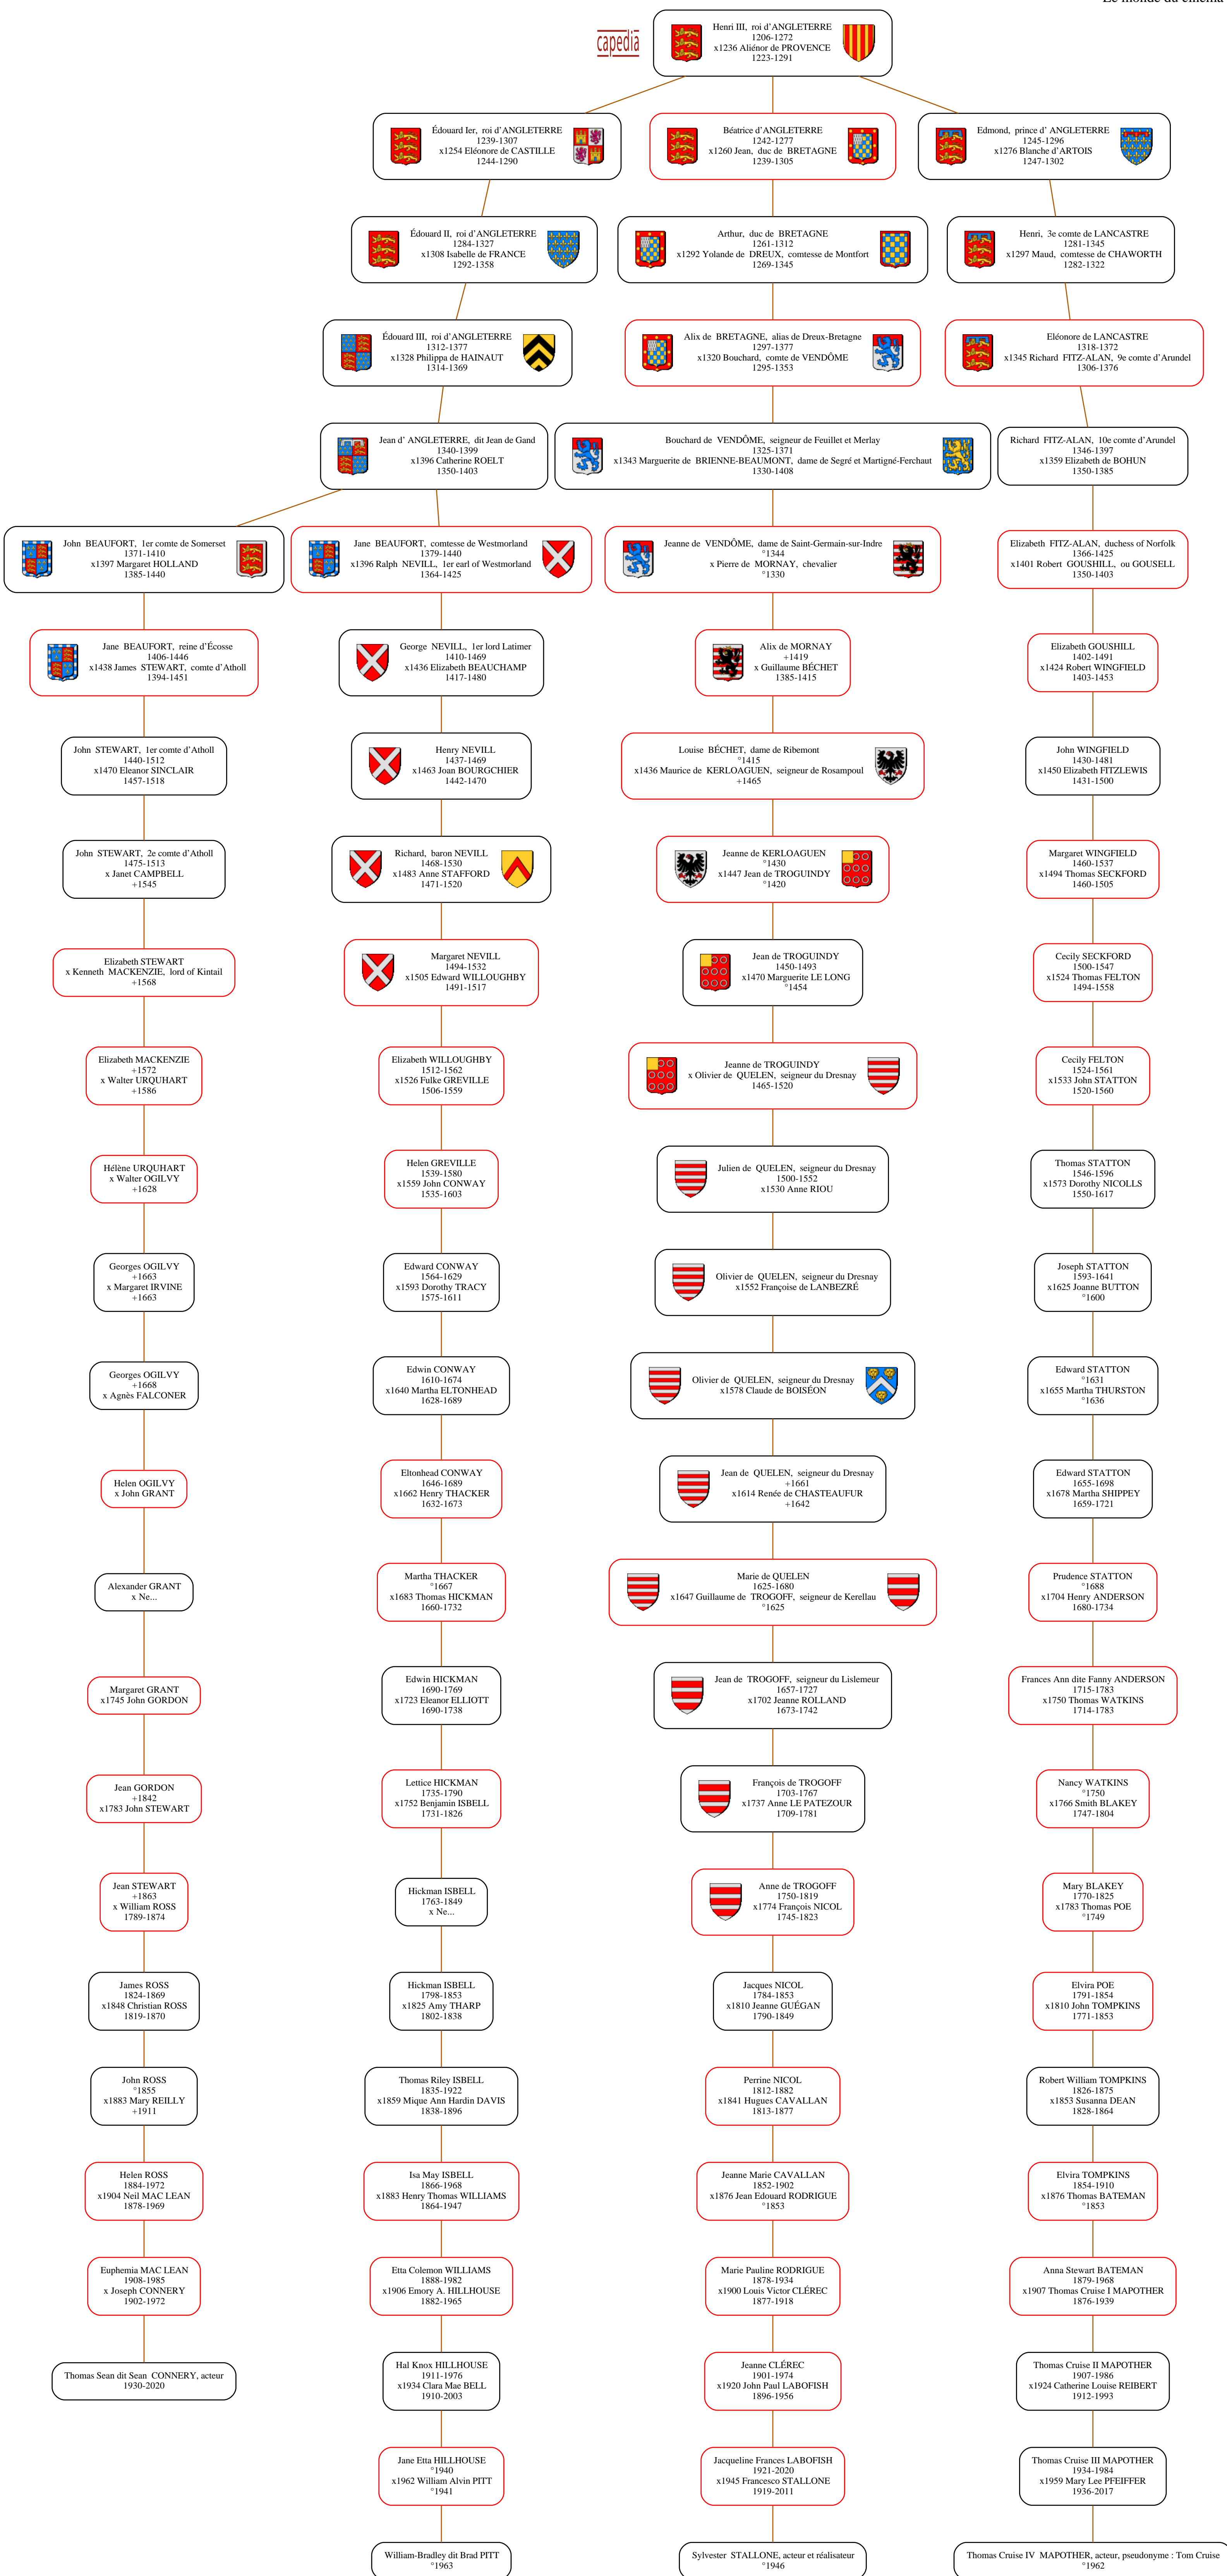 Le monde du cinéma
capedia
Henri III, roi d'ANGLETERRE
1206-1272
x1236 Aliénor de PROVENCE
1223-1291
Édouard Ier, roi d'ANGLETERRE
1239-1307
x1254 Eléonore de CASTILLE
1244-1290
Béatrice d'ANGLETERRE
1242-1277
x1260 Jean, duc de BRETAGNE
1239-1305
Edmond, prince d' ANGLETERRE
1245-1296
x1276 Blanche d'ARTOIS
1247-1302
Édouard II, roi d'ANGLETERRE
1284-1327
x1308 Isabelle de FRANCE
1292-1358
Arthur, duc de BRETAGNE
1261-1312
x1292 Yolande de DREUX, comtesse de Montfort
1269-1345
Henri, 3e comte de LANCASTRE
1281-1345
x1297 Maud, comtesse de CHAWORTH
1282-1322
Édouard III, roi d'ANGLETERRE
1312-1377
x1328 Philippa de HAINAUT
1314-1369
Alix de BRETAGNE, alias de Dreux-Bretagne
1297-1377
x1320 Bouchard, comte de VENDÔME
1295-1353
Eléonore de LANCASTRE
1318-1372
x1345 Richard FITZ-ALAN, 9e comte d'Arundel
1306-1376
Jean d' ANGLETERRE, dit Jean de Gand
1340-1399
x1396 Catherine ROELT
1350-1403
Bouchard de VENDÔME, seigneur de Feuillet et Merlay
1325-1371
x1343 Marguerite de BRIENNE-BEAUMONT, dame de Segré et Martigné-Ferchaut
1330-1408
Richard FITZ-ALAN, 10e comte d'Arundel
1346-1397
x1359 Elizabeth de BOHUN
1350-1385
John BEAUFORT, 1er comte de Somerset
1371-1410
x1397 Margaret HOLLAND
1385-1440
Jane BEAUFORT, comtesse de Westmorland
1379-1440
x1396 Ralph NEVILL, 1er earl of Westmorland
1364-1425
Jeanne de VENDÔME, dame de Saint-Germain-sur-Indre
°1344
x Pierre de MORNAY, chevalier
°1330
Elizabeth FITZ-ALAN, duchess of Norfolk
1366-1425
x1401 Robert GOUSHILL, ou GOUSELL
1350-1403
Jane BEAUFORT, reine d'Écosse
1406-1446
x1438 James STEWART, comte d'Atholl
1394-1451
George NEVILL, 1er lord Latimer
1410-1469
x1436 Elizabeth BEAUCHAMP
1417-1480
Alix de MORNAY
+1419
x Guillaume BÉCHET
1385-1415
Elizabeth GOUSHILL
1402-1491
x1424 Robert WINGFIELD
1403-1453
John STEWART, 1er comte d'Atholl
1440-1512
x1470 Eleanor SINCLAIR
1457-1518
Henry NEVILL
1437-1469
x1463 Joan BOURGCHIER
1442-1470
Louise BÉCHET, dame de Ribemont
°1415
x1436 Maurice de KERLOAGUEN, seigneur de Rosampoul
+1465
John WINGFIELD
1430-1481
x1450 Elizabeth FITZLEWIS
1431-1500
John STEWART, 2e comte d'Atholl
1475-1513
x Janet CAMPBELL
+1545
Richard, baron NEVILL
1468-1530
x1483 Anne STAFFORD
1471-1520
Jeanne de KERLOAGUEN
°1430
x1447 Jean de TROGUINDY
°1420
Margaret WINGFIELD
1460-1537
x1494 Thomas SECKFORD
1460-1505
Elizabeth STEWART
x Kenneth MACKENZIE, lord of Kintail
+1568
Margaret NEVILL
1494-1532
x1505 Edward WILLOUGHBY
1491-1517
Jean de TROGUINDY
1450-1493
x1470 Marguerite LE LONG
°1454
Cecily SECKFORD
1500-1547
x1524 Thomas FELTON
1494-1558
Elizabeth MACKENZIE
+1572
x Walter URQUHART
+1586
Elizabeth WILLOUGHBY
1512-1562
x1526 Fulke GREVILLE
1506-1559
Jeanne de TROGUINDY
x Olivier de QUELEN, seigneur du Dresnay
1465-1520
Cecily FELTON
1524-1561
x1533 John STATTON
1520-1560
Hélène URQUHART
x Walter OGILVY
+1628
Helen GREVILLE
1539-1580
x1559 John CONWAY
1535-1603
Julien de QUELEN, seigneur du Dresnay
1500-1552
x1530 Anne RIOU
Thomas STATTON
1546-1596
x1573 Dorothy NICOLLS
1550-1617
Georges OGILVY
+1663
x Margaret IRVINE
+1663
Edward CONWAY
1564-1629
x1593 Dorothy TRACY
1575-1611
Olivier de QUELEN, seigneur du Dresnay
x1552 Françoise de LANBEZRÉ
Joseph STATTON
1593-1641
x1625 Joanne BUTTON
°1600
Georges OGILVY
+1668
x Agnès FALCONER
Edwin CONWAY
1610-1674
x1640 Martha ELTONHEAD
1628-1689
Olivier de QUELEN, seigneur du Dresnay
x1578 Claude de BOISÉON
Edward STATTON
°1631
x1655 Martha THURSTON
°1636
Helen OGILVY
x John GRANT
Eltonhead CONWAY
1646-1689
x1662 Henry THACKER
1632-1673
Jean de QUELEN, seigneur du Dresnay
+1661
x1614 Renée de CHASTEAUFUR
+1642
Edward STATTON
1655-1698
x1678 Martha SHIPPEY
1659-1721
Alexander GRANT
x Ne...
Martha THACKER
°1667
x1683 Thomas HICKMAN
1660-1732
Marie de QUELEN
1625-1680
x1647 Guillaume de TROGOFF, seigneur de Kerellau
°1625
Prudence STATTON
°1688
x1704 Henry ANDERSON
1680-1734
Margaret GRANT
x1745 John GORDON
Edwin HICKMAN
1690-1769
x1723 Eleanor ELLIOTT
1690-1738
Jean de TROGOFF, seigneur du Lislemeur
1657-1727
x1702 Jeanne ROLLAND
1673-1742
Frances Ann dite Fanny ANDERSON
1715-1783
x1750 Thomas WATKINS
1714-1783
Jean GORDON
+1842
x1783 John STEWART
Lettice HICKMAN
1735-1790
x1752 Benjamin ISBELL
1731-1826
François de TROGOFF
1703-1767
x1737 Anne LE PATEZOUR
1709-1781
Nancy WATKINS
°1750
x1766 Smith BLAKEY
1747-1804
Jean STEWART
+1863
x William ROSS
1789-1874
Hickman ISBELL
1763-1849
x Ne...
Anne de TROGOFF
1750-1819
x1774 François NICOL
1745-1823
Mary BLAKEY
1770-1825
x1783 Thomas POE
°1749
James ROSS
1824-1869
x1848 Christian ROSS
1819-1870
Hickman ISBELL
1798-1853
x1825 Amy THARP
1802-1838
Jacques NICOL
1784-1853
x1810 Jeanne GUÉGAN
1790-1849
Elvira POE
1791-1854
x1810 John TOMPKINS
1771-1853
John ROSS
°1855
x1883 Mary REILLY
+1911
Thomas Riley ISBELL
1835-1922
x1859 Mique Ann Hardin DAVIS
1838-1896
Perrine NICOL
1812-1882
x1841 Hugues CAVALLAN
1813-1877
Robert William TOMPKINS
1826-1875
x1853 Susanna DEAN
1828-1864
Helen ROSS
1884-1972
x1904 Neil MAC LEAN
1878-1969
Isa May ISBELL
1866-1968
x1883 Henry Thomas WILLIAMS
1864-1947
Jeanne Marie CAVALLAN
1852-1902
x1876 Jean Edouard RODRIGUE
°1853
Elvira TOMPKINS
1854-1910
x1876 Thomas BATEMAN
°1853
Euphemia MAC LEAN
1908-1985
x Joseph CONNERY
1902-1972
Etta Colemon WILLIAMS
1888-1982
x1906 Emory A. HILLHOUSE
1882-1965
Marie Pauline RODRIGUE
1878-1934
x1900 Louis Victor CLÉREC
1877-1918
Anna Stewart BATEMAN
1879-1968
x1907 Thomas Cruise I MAPOTHER
1876-1939
Thomas Sean dit Sean CONNERY, acteur
1930-2020
Hal Knox HILLHOUSE
1911-1976
x1934 Clara Mae BELL
1910-2003
Jeanne CLÉREC
1901-1974
x1920 John Paul LABOFISH
1896-1956
Thomas Cruise II MAPOTHER
1907-1986
x1924 Catherine Louise REIBERT
1912-1993
Jane Etta HILLHOUSE
°1940
x1962 William Alvin PITT
°1941
Jacqueline Frances LABOFISH
1921-2020
x1945 Francesco STALLONE
1919-2011
Thomas Cruise III MAPOTHER
1934-1984
x1959 Mary Lee PFEIFFER
1936-2017
William-Bradley dit Brad PITT
°1963
Sylvester STALLONE, acteur et réalisateur
°1946
Thomas Cruise IV MAPOTHER, acteur, pseudonyme : Tom Cruise
°1962